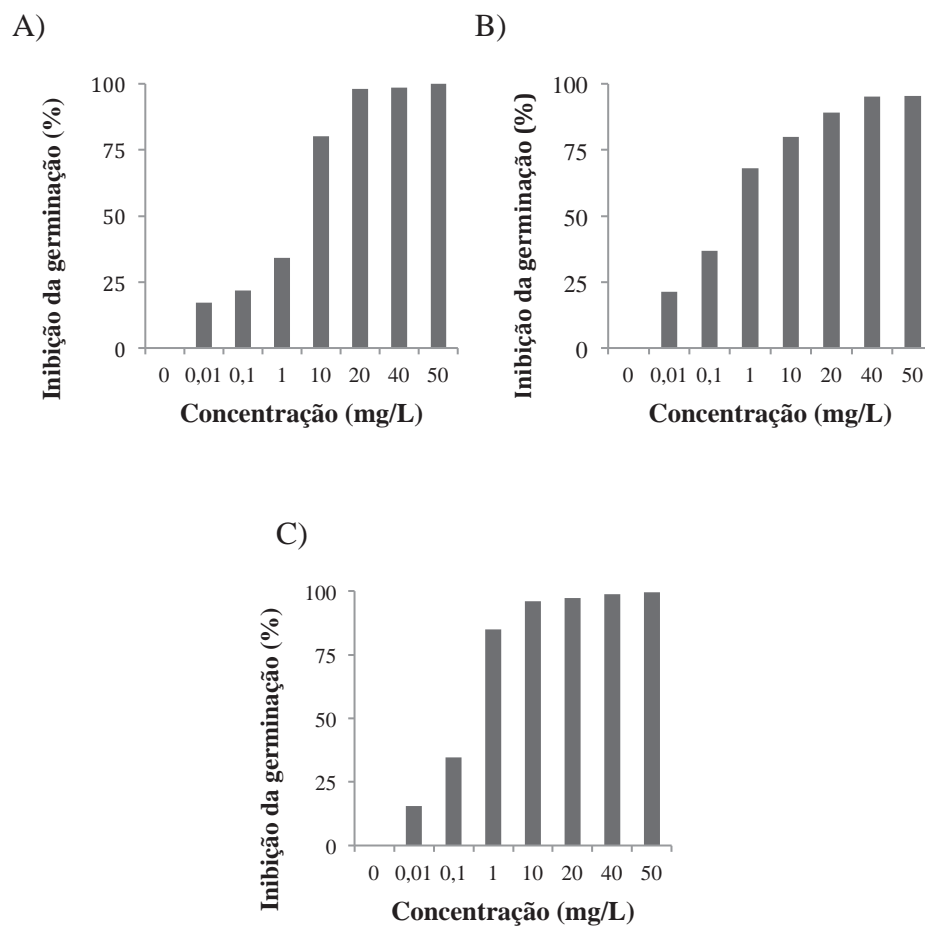 A)
Inibição da germinação (%)
100
75
50
25
0
0 0,01 0,1 1 10 20 40 50
Concentração (mg/L)
B)
Inibição da germinação (%)
100
75
50
25
0
0 0,01 0,1 1 10 20 40 50
Concentração (mg/L)
C)
Inibição da germinação (%)
100
75
50
25
0
0 0,01 0,1 1 10 20 40 50
Concentração (mg/L)